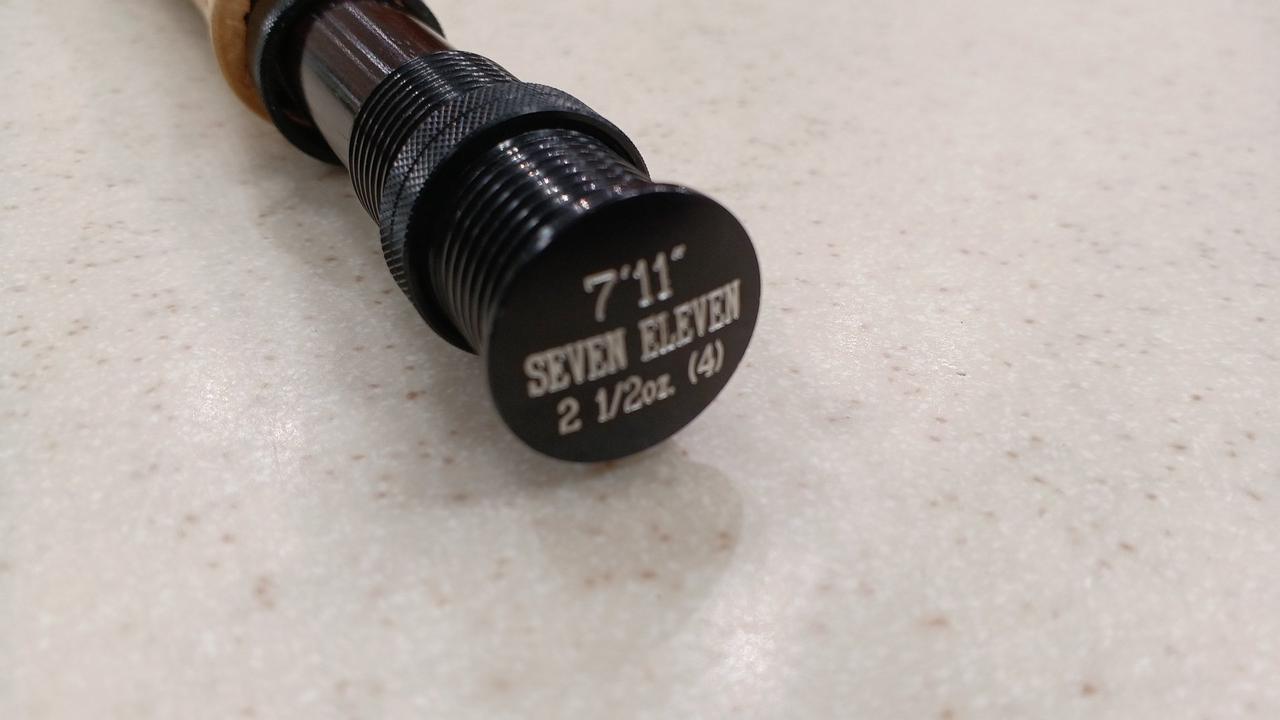 7'11"
SEVEN ELEVEN
2 1/2oz. (4)